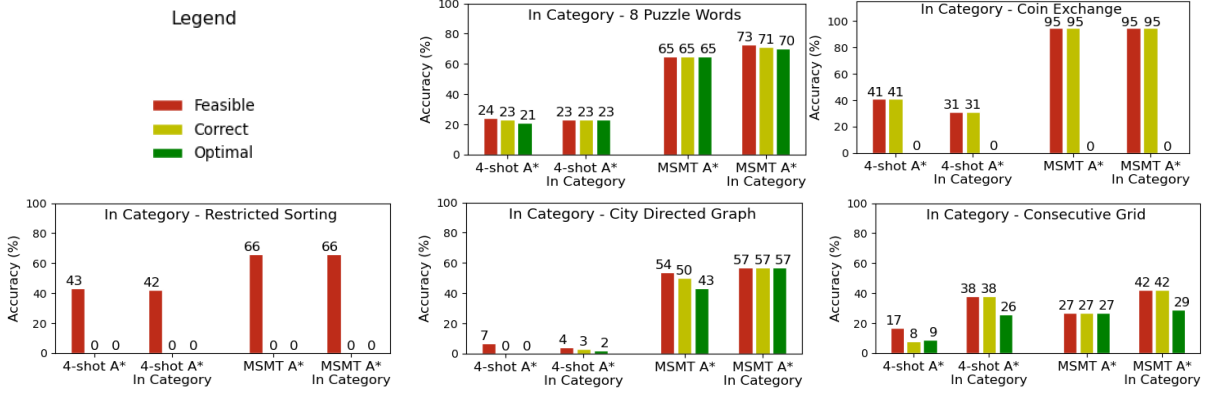 Legend
Feasible
Correct
Optimal
In Category - 8 Puzzle Words
Accuracy (%)
100
80
60
40
20
0
24 23 21
23 23 23
65 65 65
73 71 70
4-shot A*
4-shot A*
In Category
MSMT A*
MSMT A*
In Category
In Category - Coin Exchange
Accuracy (%)
100
80
60
40
20
0
41 41 0
31 31 0
95 95 0
95 95 0
4-shot A*
4-shot A*
In Category
MSMT A*
MSMT A*
In Category
In Category - Restricted Sorting
Accuracy (%)
100
80
60
40
20
0
43 0 0
42 0 0
66 0 0
66 0 0
4-shot A*
4-shot A*
In Category
MSMT A*
MSMT A*
In Category
In Category - City Directed Graph
Accuracy (%)
100
80
60
40
20
0
7 0 0
4 3 2
54 50 43
57 57 57
4-shot A*
4-shot A*
In Category
MSMT A*
MSMT A*
In Category
In Category - Consecutive Grid
Accuracy (%)
100
80
60
40
20
0
17 8 9
38 38 26
27 27 27
42 42 29
4-shot A*
4-shot A*
In Category
MSMT A*
MSMT A*
In Category